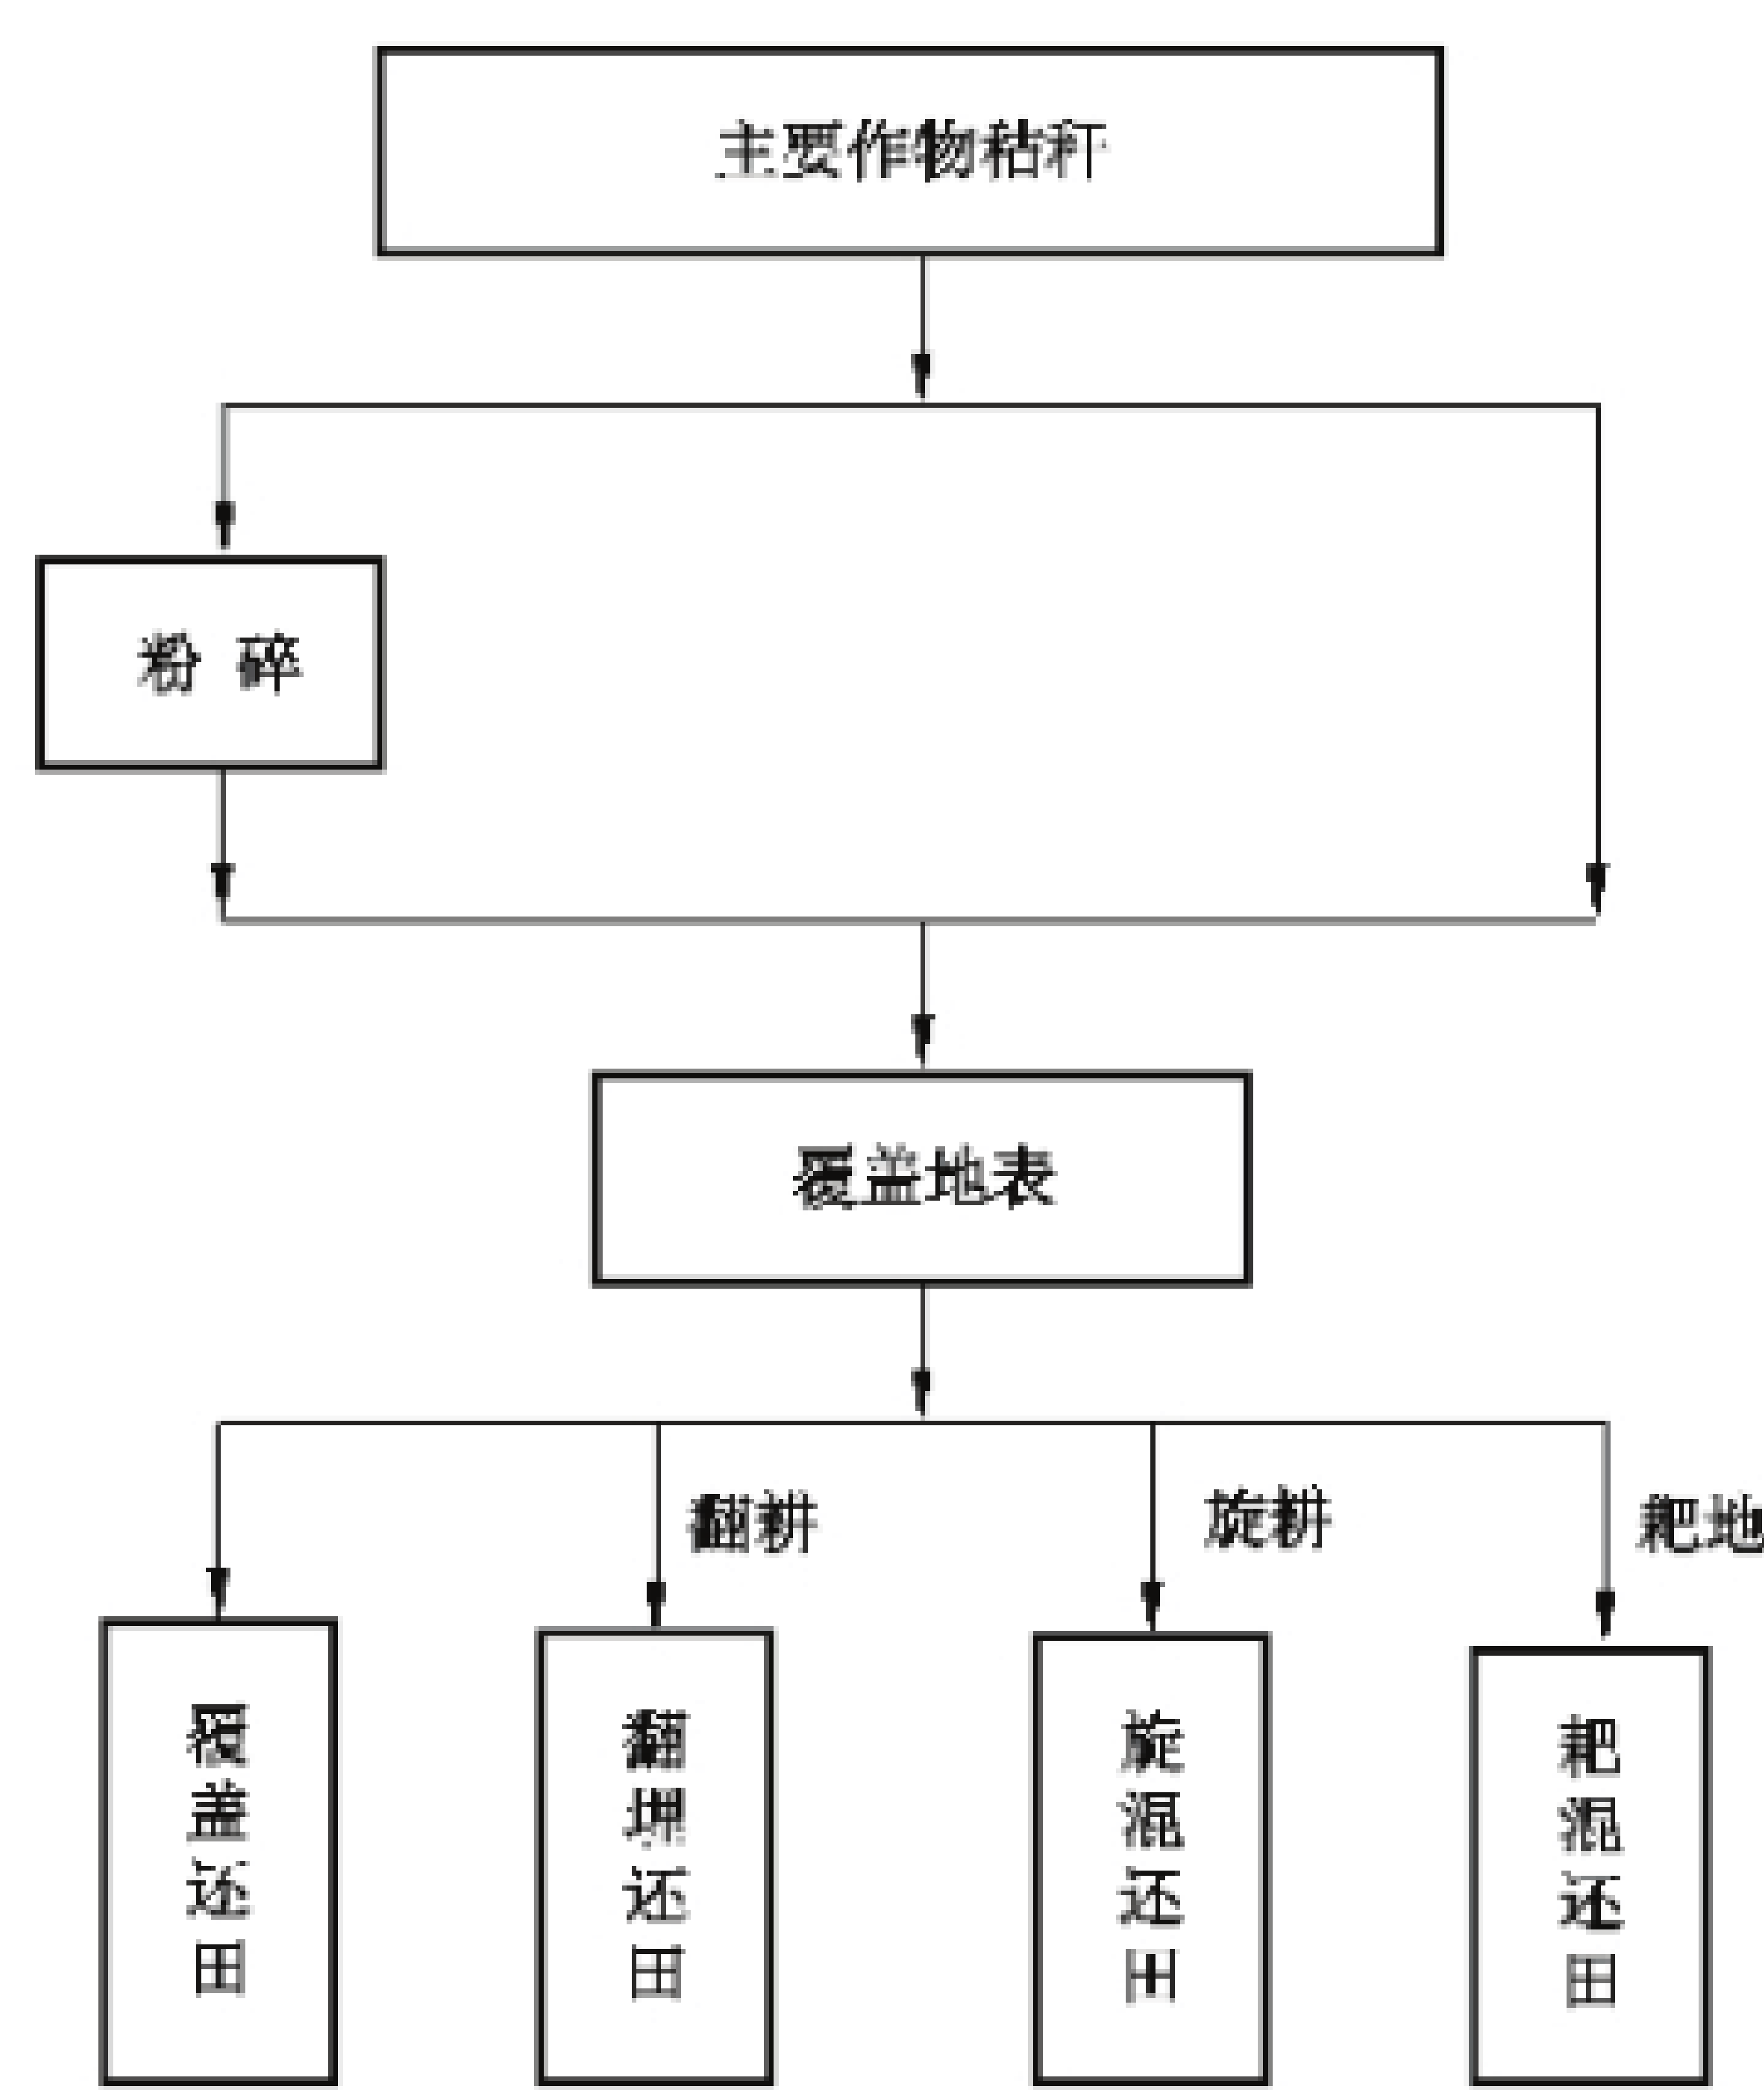 主要作物秸秆
粉 碎
覆盖地表
翻耕
旋耕
耙地
覆盖还田
翻埋还田
旋混还田
耙混还田